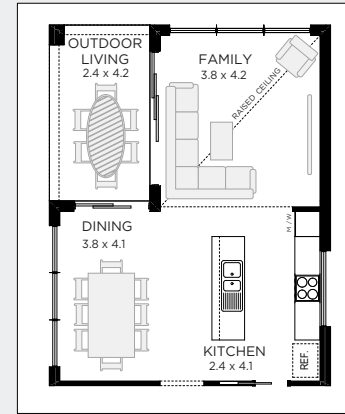 OUTDOOR
LIVING
2.4 x 4.2
FAMILY
3.8 x 4.2
RAISED CEILING
DINING
3.8 x 4.1
M / W
KITCHEN
2.4 x 4.1
REF.